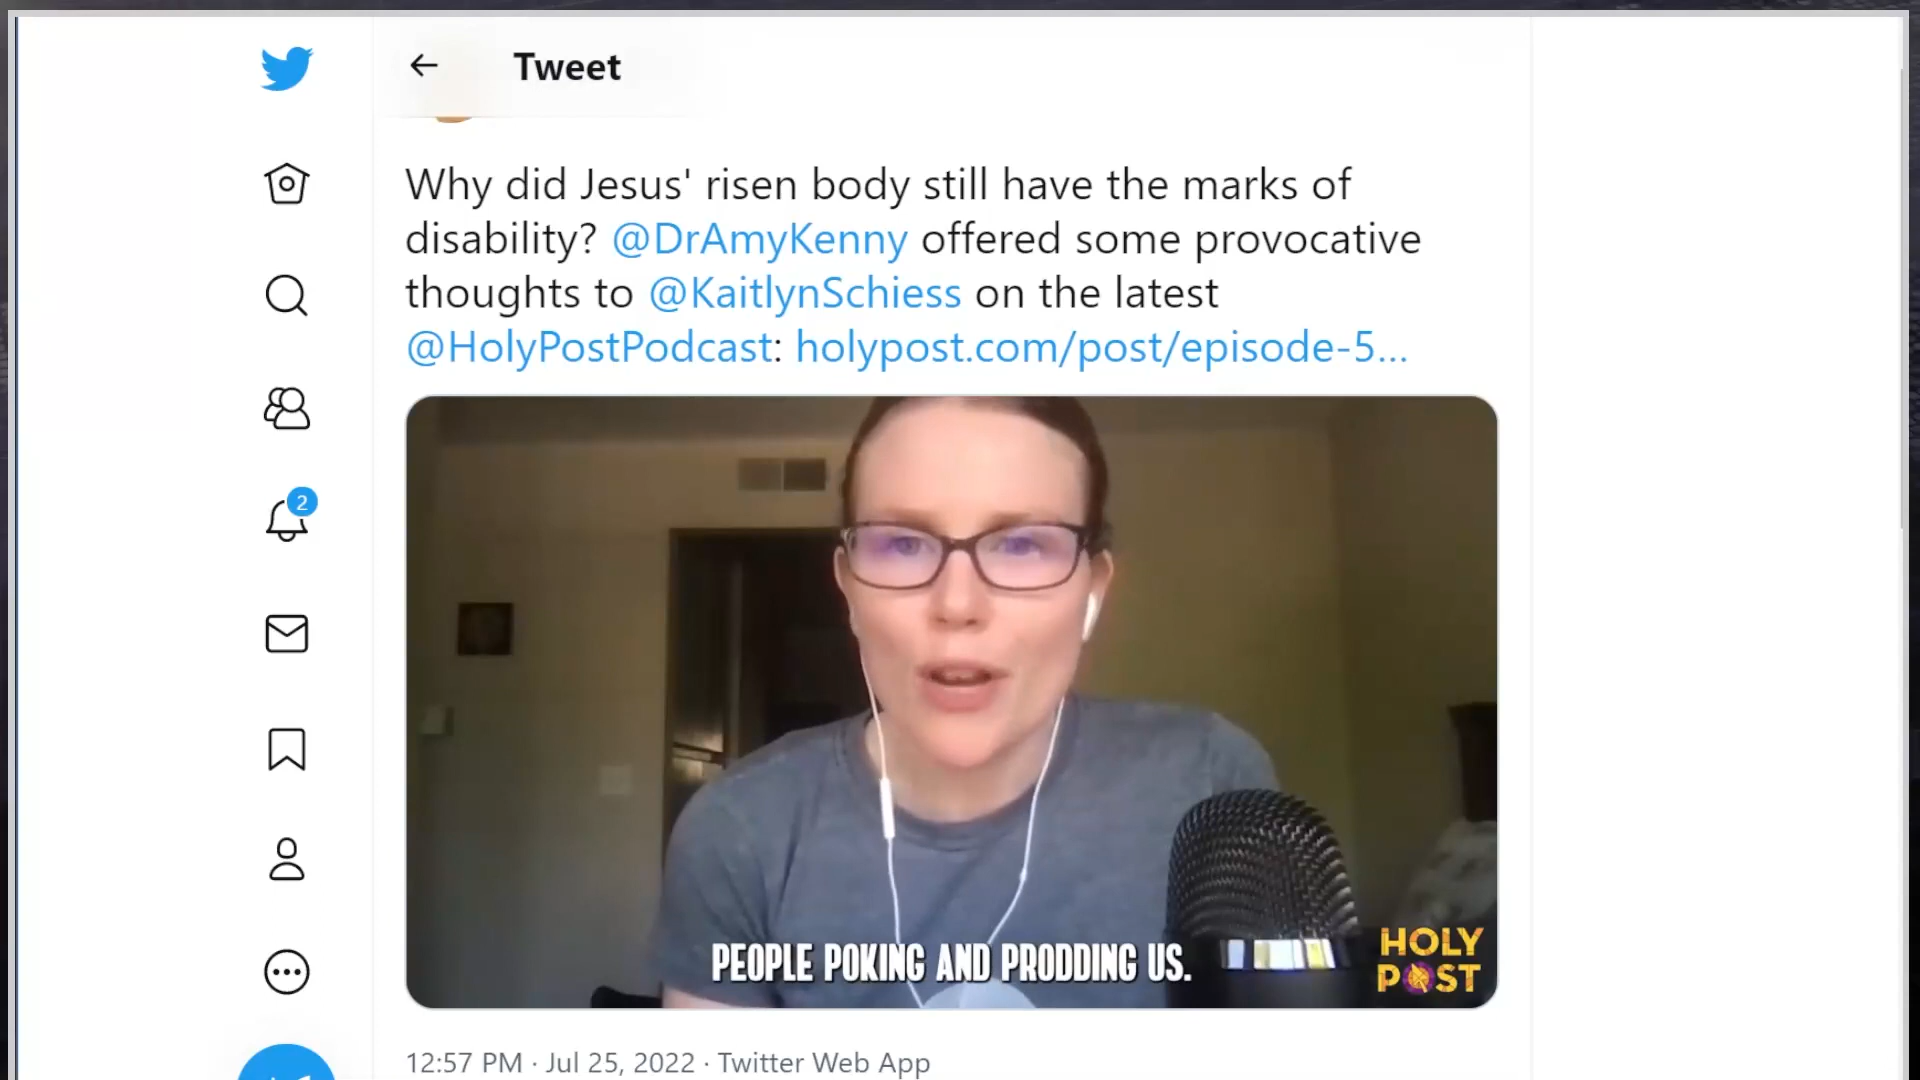 Tweet
Why did Jesus' risen body still have the marks of
disability? @DrAmyKenny offered some provocative
thoughts to @KaitlynSchiess on the latest
@HolyPostPodcast: holypost.com/post/episode-5...
2
PEOPLE POKING AND PRODDING US.
HOLY
POST
12:57 PM · Jul 25, 2022 · Twitter Web App